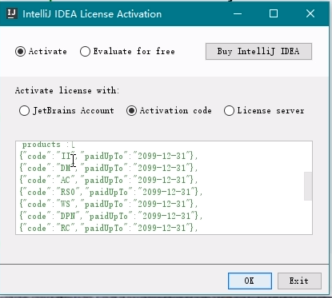 IntelliJ IDEA License Activation
Activate
Evaluate for free
Buy IntelliJ IDEA
Activate license with:
JetBrains Account
Activation code
License server
products":[
{"code":"II","paidUpTo":"2099-12-31"},
{"code":"DM","paidUpTo":"2099-12-31"},
{"code":"AC","paidUpTo":"2099-12-31"},
{"code":"RS0","paidUpTo":"2099-12-31"},
{"code":"WS","paidUpTo":"2099-12-31"},
{"code":"DPN","paidUpTo":"2099-12-31"},
{"code":"RC","paidUpTo":"2099-12-31"},
OK
Exit